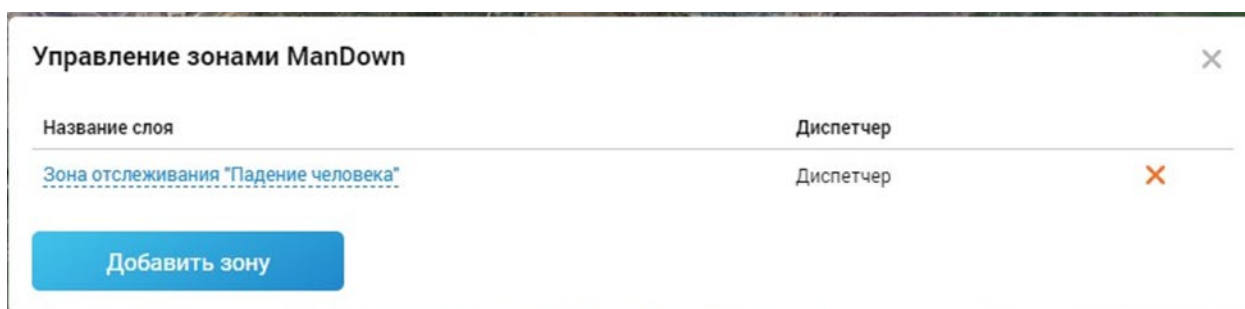 Управление зонами ManDown
Название слоя Диспетчер
Зона отслеживания "Падение человека" Диспетчер
Добавить зону